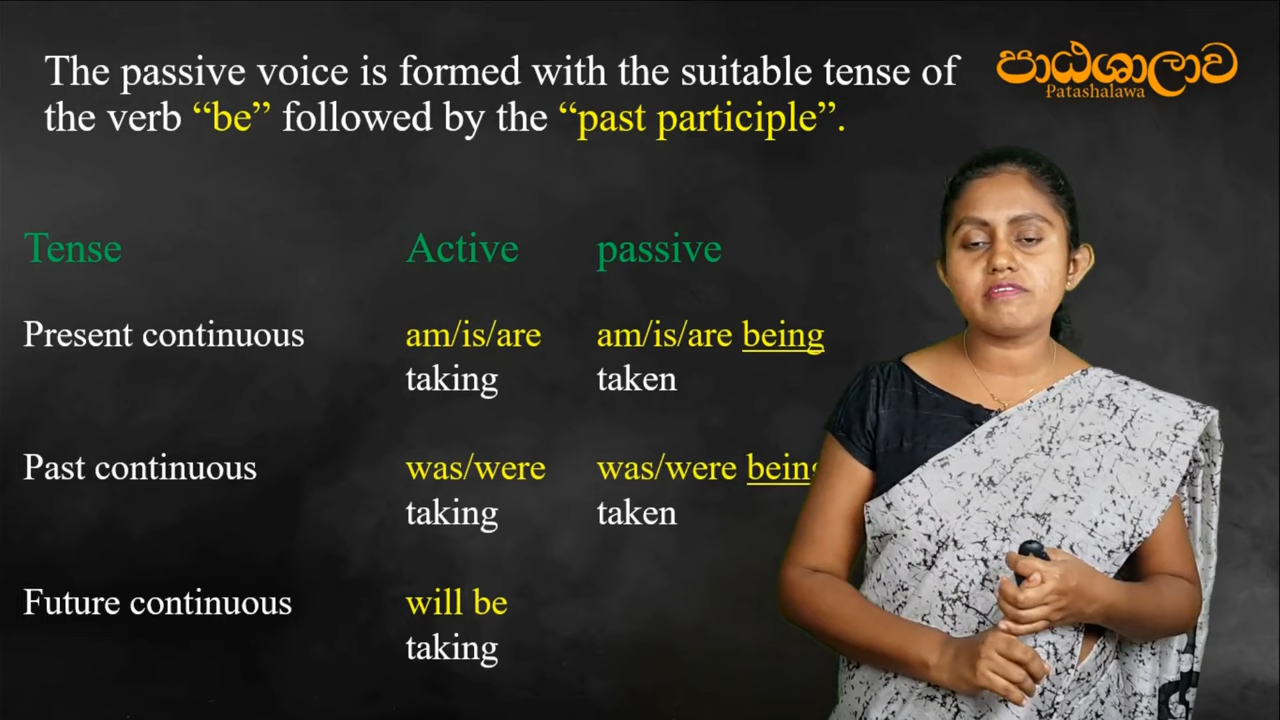 The passive voice is formed with the suitable tense of
the verb “be” followed by the “past participle”.
පාඨශාලාව
Patashalawa
Tense Active passive
Present continuous am/is/are am/is/are being
taking taken
Past continuous was/were was/were being
taking taken
Future continuous will be
taking